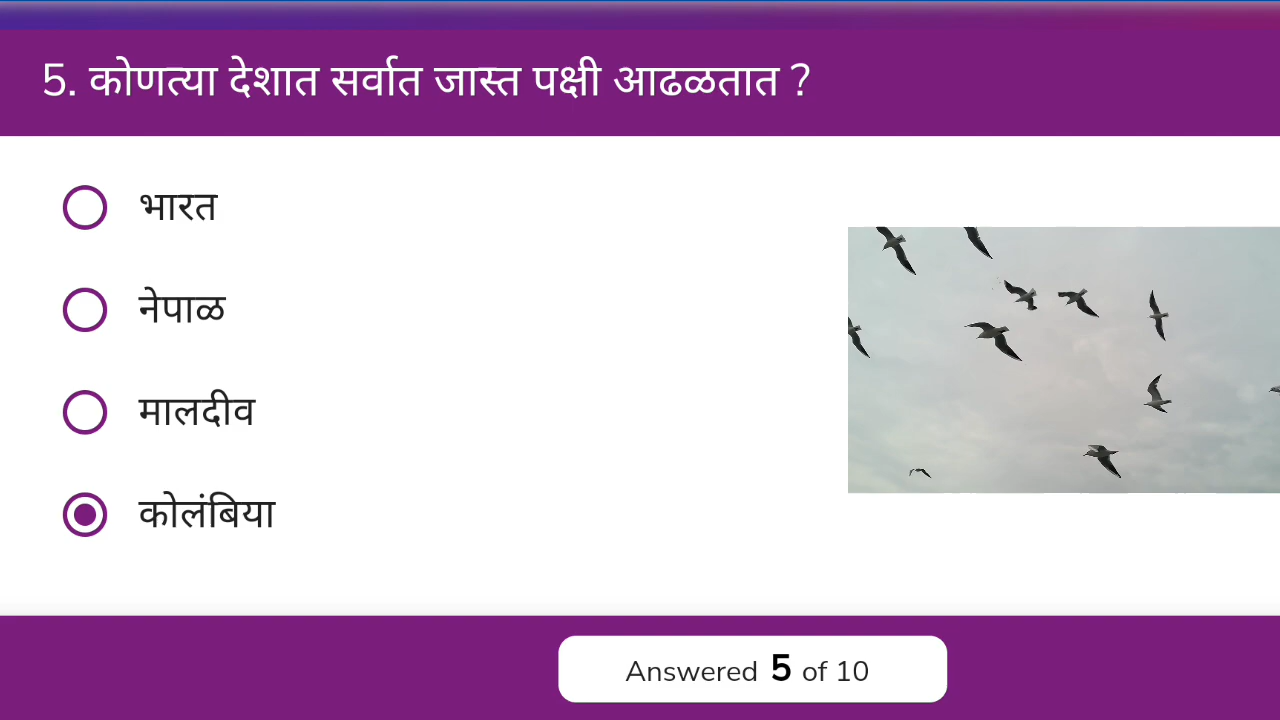 5. कोणत्या देशात सर्वात जास्त पक्षी आढळतात ?
भारत
नेपाळ
मालदीव
कोलंबिया
Answered 5 of 10